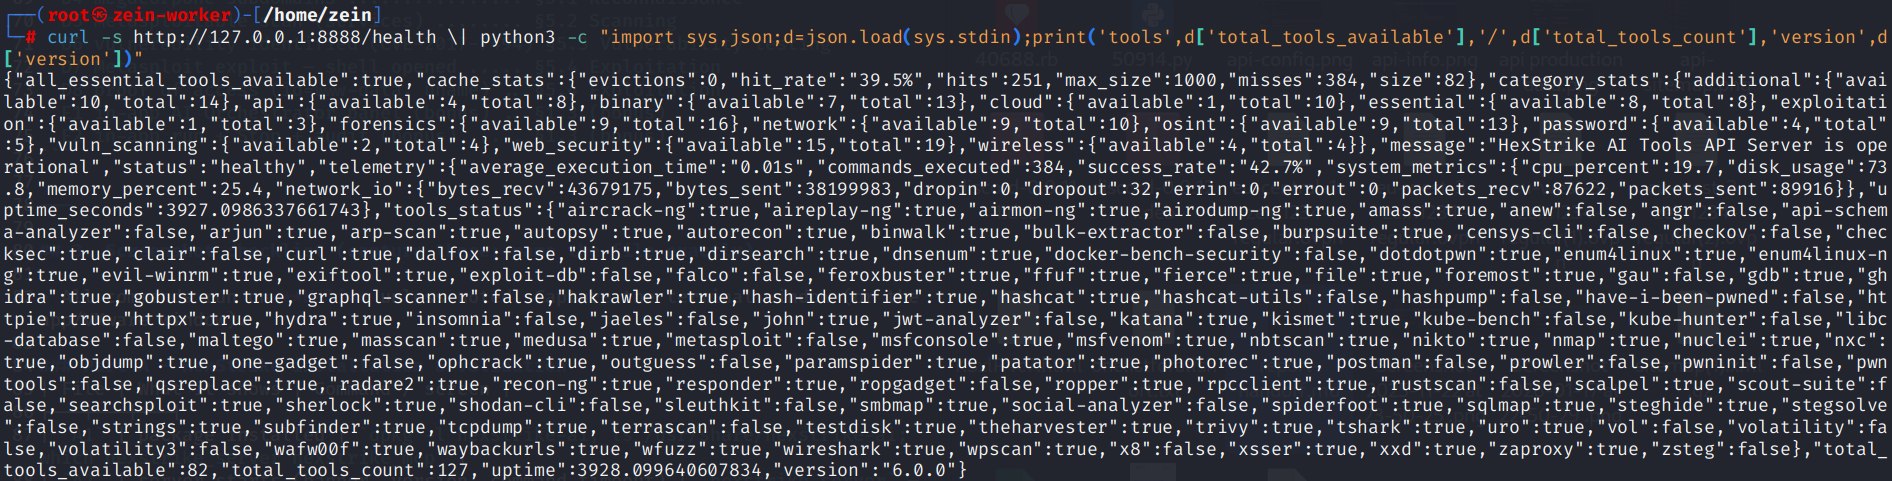 ┌──(root㉿zein-worker)-[/home/zein]
└─# curl -s http://127.0.0.1:8888/health \| python3 -c "import sys,json;d=json.load(sys.stdin);print('tools',d['total_tools_available'],'/',d['total_tools_count'],'version',d
['version'])"
{"all_essential_tools_available":true,"cache_stats":{"evictions":0,"hit_rate":"39.5%","hits":251,"max_size":1000,"misses":384,"size":82},"category_stats":{"additional":{"avai
lable":10,"total":14},"api":{"available":4,"total":8},"binary":{"available":7,"total":13},"cloud":{"available":1,"total":10},"essential":{"available":8,"total":8},"exploitati
on":{"available":1,"total":3},"forensics":{"available":9,"total":16},"network":{"available":9,"total":10},"osint":{"available":9,"total":13},"password":{"available":4,"total"
:5},"vuln_scanning":{"available":2,"total":4},"web_security":{"available":15,"total":19},"wireless":{"available":4,"total":4}},"message":"HexStrike AI Tools API Server is ope
rational","status":"healthy","telemetry":{"average_execution_time":"0.01s","commands_executed":384,"success_rate":"42.7%","system_metrics":{"cpu_percent":19.7,"disk_usage":73
.8,"memory_percent":25.4,"network_io":{"bytes_recv":43679175,"bytes_sent":38199983,"dropin":0,"dropout":32,"errin":0,"errout":0,"packets_recv":87622,"packets_sent":89916}},"u
ptime_seconds":3927.0986337661743},"tools_status":{"aircrack-ng":true,"aireplay-ng":true,"airmon-ng":true,"airodump-ng":true,"amass":true,"anew":false,"angr":false,"api-schem
a-analyzer":false,"arjun":true,"arp-scan":true,"autopsy":true,"autorecon":true,"binwalk":true,"bulk-extractor":false,"burpsuite":true,"censys-cli":false,"checkov":false,"chec
ksec":true,"clair":false,"curl":true,"dalfox":false,"dirb":true,"dirsearch":true,"dnsenum":true,"docker-bench-security":false,"dotdotpwn":true,"enum4linux":true,"enum4linux-n
g":true,"evil-winrm":true,"exiftool":true,"exploit-db":false,"falco":false,"feroxbuster":true,"ffuf":true,"fierce":true,"file":true,"foremost":true,"gau":false,"gdb":true,"gh
idra":true,"gobuster":true,"graphql-scanner":false,"hakrawler":true,"hash-identifier":true,"hashcat":true,"hashcat-utils":false,"hashpump":false,"have-i-been-pwned":false,"ht
tpie":true,"httpx":true,"hydra":true,"insomnia":false,"jaeles":false,"john":true,"jwt-analyzer":false,"katana":true,"kismet":true,"kube-bench":false,"kube-hunter":false,"libc
-database":false,"maltego":true,"masscan":true,"medusa":true,"metasploit":false,"msfconsole":true,"msfvenom":true,"nbtscan":true,"nikto":true,"nmap":true,"nuclei":true,"nxc":
true,"objdump":true,"one-gadget":false,"ophcrack":true,"outguess":false,"paramspider":true,"patator":true,"photorec":true,"postman":false,"prowler":false,"pwninit":false,"pwn
tools":false,"qsreplace":true,"radare2":true,"recon-ng":true,"responder":true,"ropgadget":false,"ropper":true,"rpcclient":true,"rustscan":false,"scalpel":true,"scout-suite":f
alse,"searchsploit":true,"sherlock":true,"shodan-cli":false,"sleuthkit":false,"smbmap":true,"social-analyzer":false,"spiderfoot":true,"sqlmap":true,"steghide":true,"stegsolve
":false,"strings":true,"subfinder":true,"tcpdump":true,"terrascan":false,"testdisk":true,"theharvester":true,"trivy":true,"tshark":true,"uro":true,"vol":false,"volatility":fa
lse,"volatility3":false,"wafw00f":true,"waybackurls":true,"wfuzz":true,"wireshark":true,"wpscan":true,"x8":false,"xsser":true,"xxd":true,"zaproxy":true,"zsteg":false},"total_
tools_available":82,"total_tools_count":127,"uptime":3928.099640607834,"version":"6.0.0"}